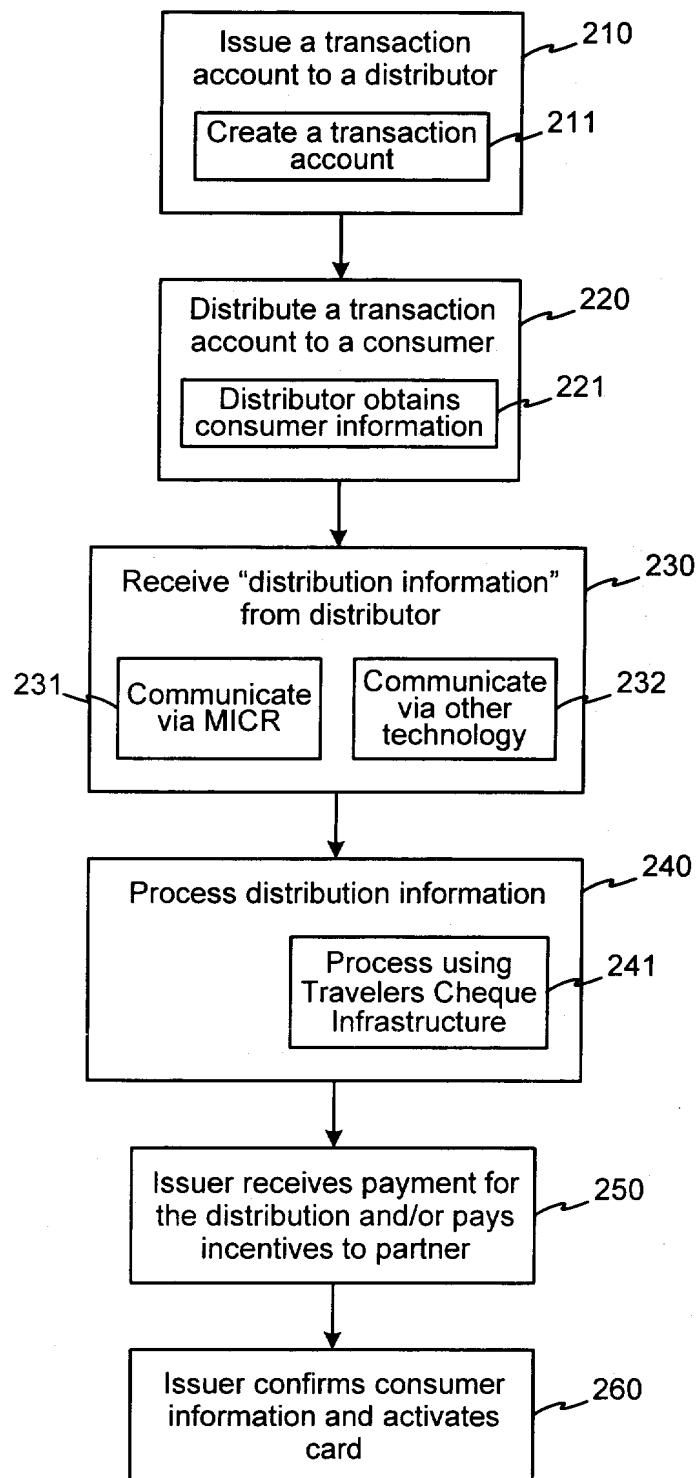 Issue a transaction
account to a distributor
210
Create a transaction
account
211
Distribute a transaction
account to a consumer
220
Distributor obtains
consumer information
221
Receive “distribution information”
from distributor
230
231
Communicate
via MICR
Communicate
via other
technology
232
Process distribution information
240
Process using
Travelers Cheque
Infrastructure
241
Issuer receives payment for
the distribution and/or pays
incentives to partner
250
Issuer confirms consumer
information and activates
card
260